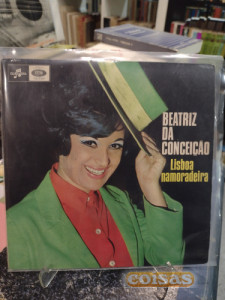 BEATRIZ
DA
CONCEIÇÃO
Lisboa
namoradeira
coisas